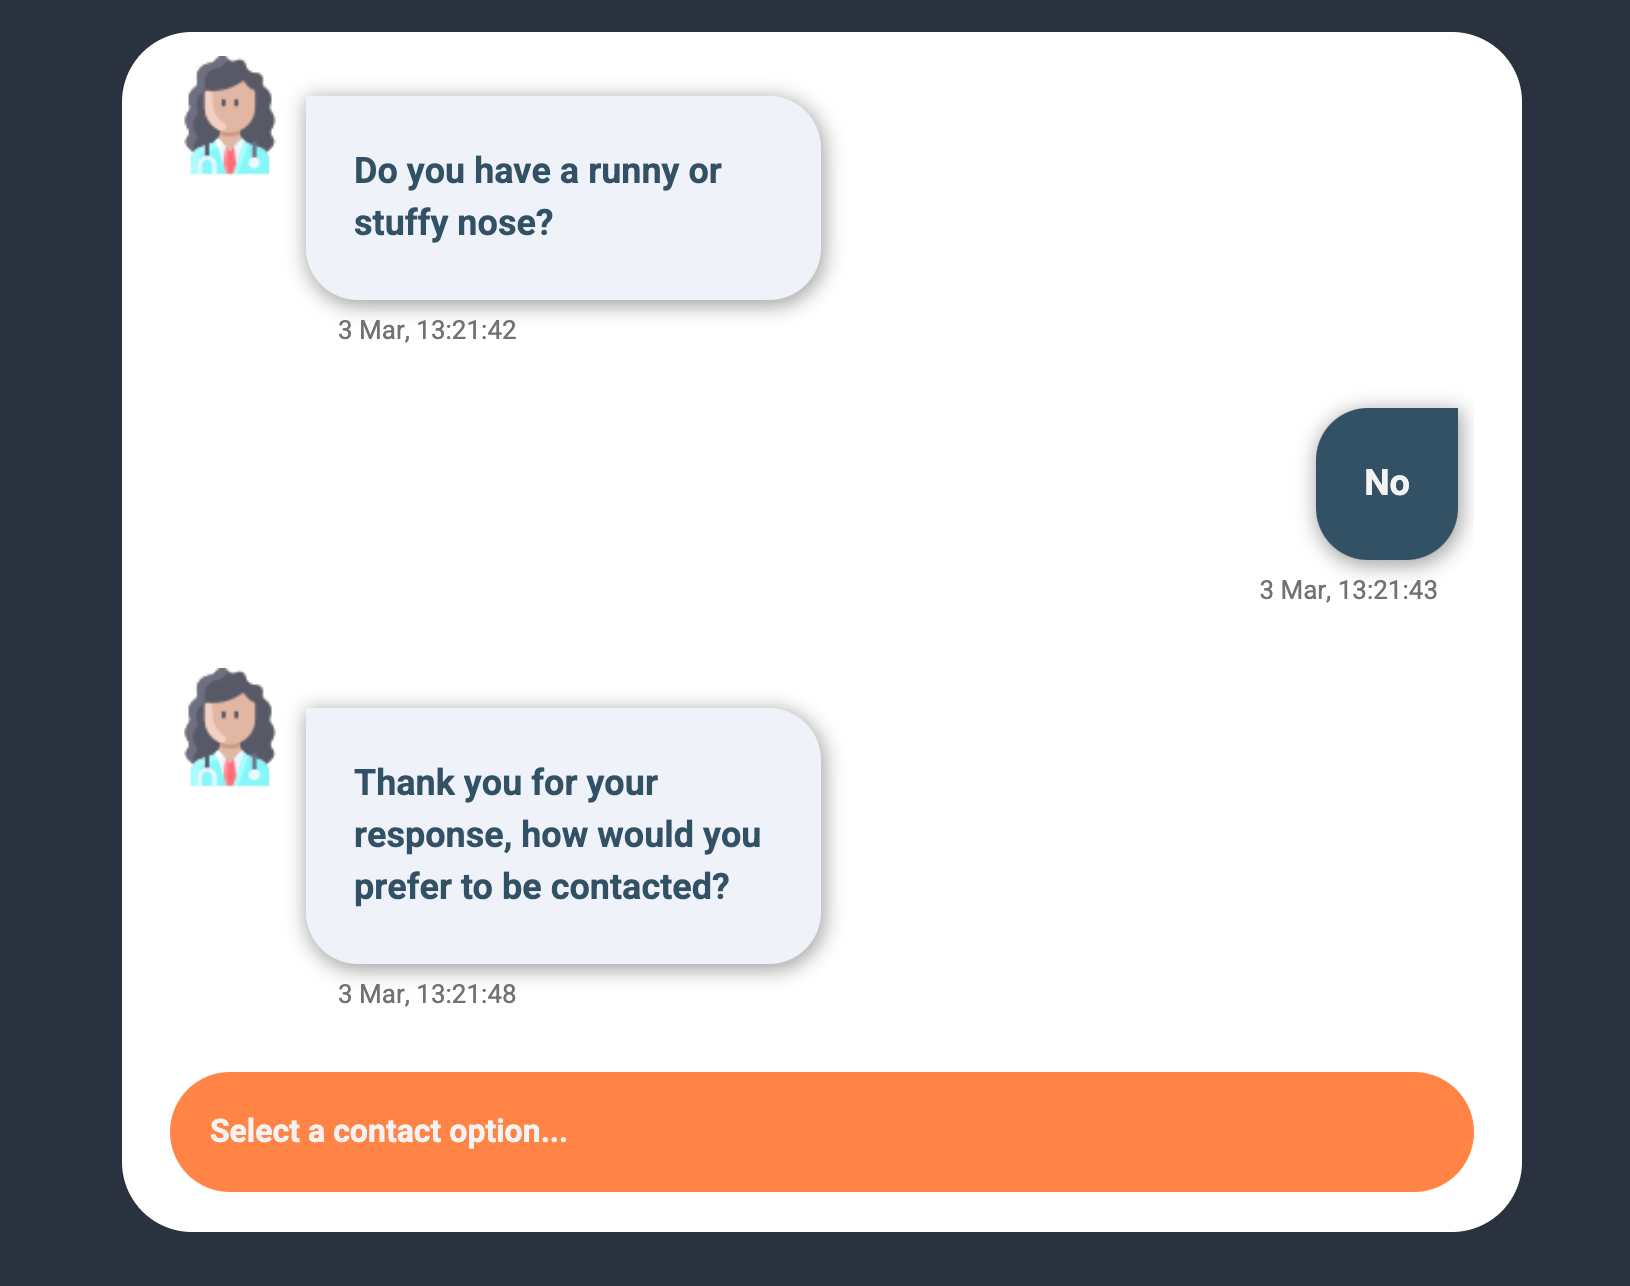 Do you have a runny or
stuffy nose?
3 Mar, 13:21:42
No
3 Mar, 13:21:43
Thank you for your
response, how would you
prefer to be contacted?
3 Mar, 13:21:48
Select a contact option...